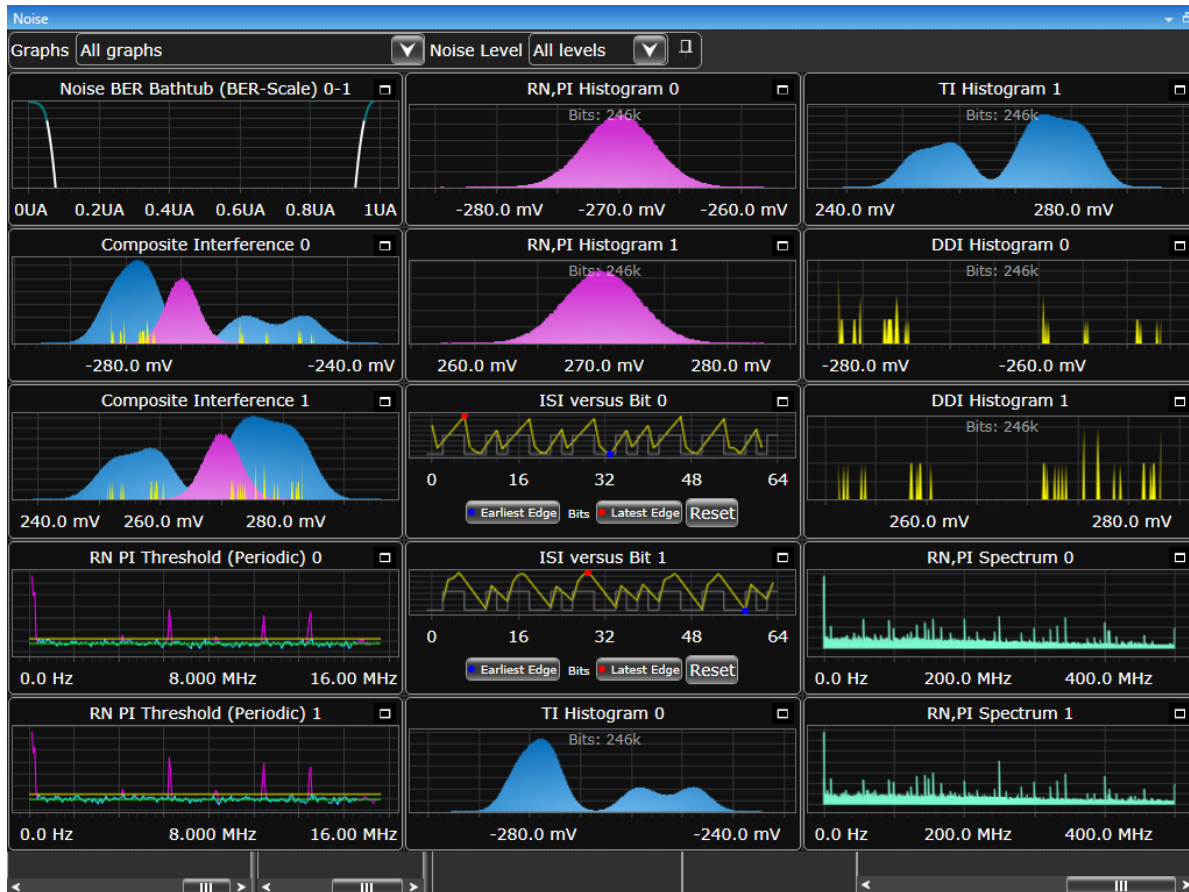 Noise
Graphs All graphs Noise Level All levels
Noise BER Bathtub (BER-Scale) 0-1
0UA 0.2UA 0.4UA 0.6UA 0.8UA 1UA
RN,PI Histogram 0
Bits: 246k
-280.0 mV -270.0 mV -260.0 mV
TI Histogram 1
Bits: 246k
240.0 mV 280.0 mV
Composite Interference 0
-280.0 mV -240.0 mV
RN,PI Histogram 1
Bits: 246k
260.0 mV 270.0 mV 280.0 mV
DDI Histogram 0
Bits: 246k
-280.0 mV -260.0 mV
Composite Interference 1
240.0 mV 260.0 mV 280.0 mV
ISI versus Bit 0
0 16 32 48 64
Earliest Edge Bits Latest Edge Reset
DDI Histogram 1
Bits: 246k
260.0 mV 280.0 mV
RN PI Threshold (Periodic) 0
0.0 Hz 8.000 MHz 16.00 MHz
ISI versus Bit 1
0 16 32 48 64
Earliest Edge Bits Latest Edge Reset
RN,PI Spectrum 0
0.0 Hz 200.0 MHz 400.0 MHz
RN PI Threshold (Periodic) 1
0.0 Hz 8.000 MHz 16.00 MHz
TI Histogram 0
Bits: 246k
-280.0 mV -240.0 mV
RN,PI Spectrum 1
0.0 Hz 200.0 MHz 400.0 MHz